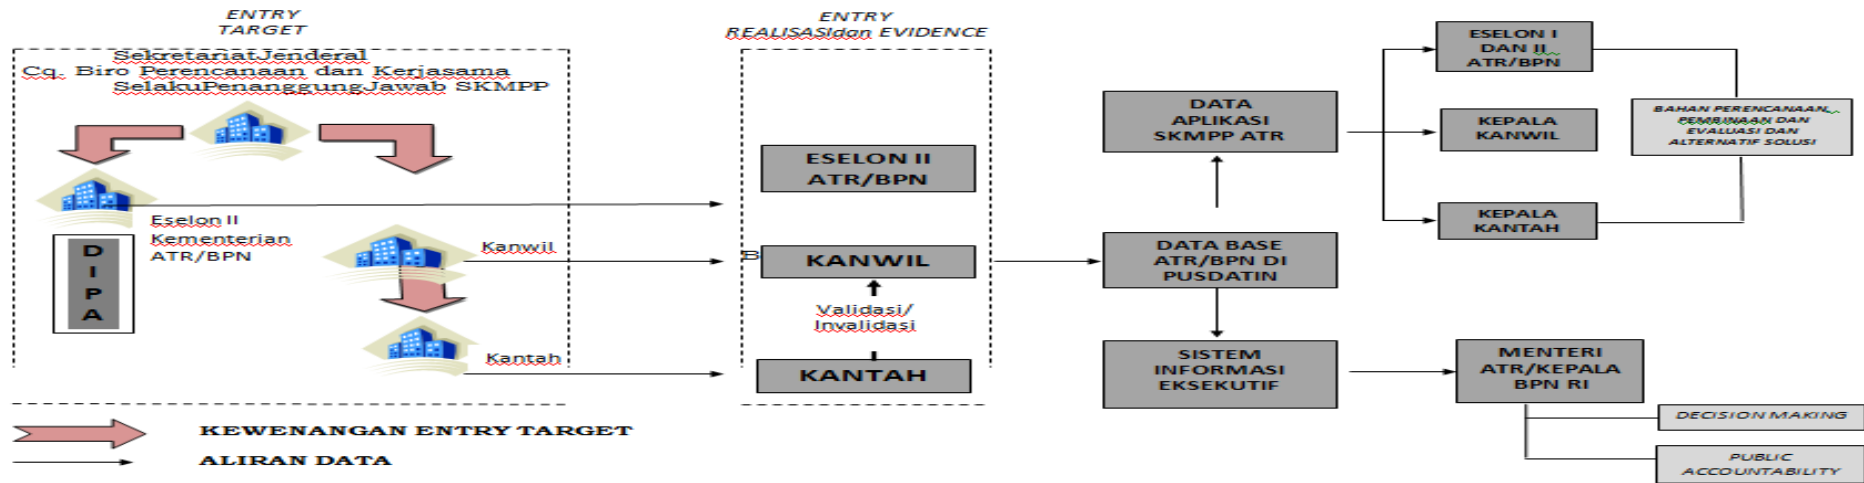 ENTRY
TARGET
SekretariatJenderal
Cq. Biro Perencanaan dan Kerjasama
SelakuPenanggungJawab SKMPP
Eselon II
Kementerian
ATR/BPN
D
I
P
A
Kanwil
Kantah
ENTRY
REALISASIdan EVIDENCE
ESELON II
ATR/BPN
B
KANWIL
Validasi/
Invalidasi
KANTAH
DATA
APLIKASI
SKMPP ATR
DATA BASE
ATR/BPN DI
PUSDATIN
SISTEM
INFORMASI
EKSEKUTIF
ESELON I
DAN II
ATR/BPN
KEPALA
KANWIL
KEPALA
KANTAH
BAHAN PERENCANAAN,
PEMBINAAN DAN
EVALUASI DAN
ALTERNATIF SOLUSI
MENTERI
ATR/KEPALA
BPN RI
DECISION MAKING
PUBLIC
ACCOUNTABILITY
KEWENANGAN ENTRY TARGET
ALIRAN DATA